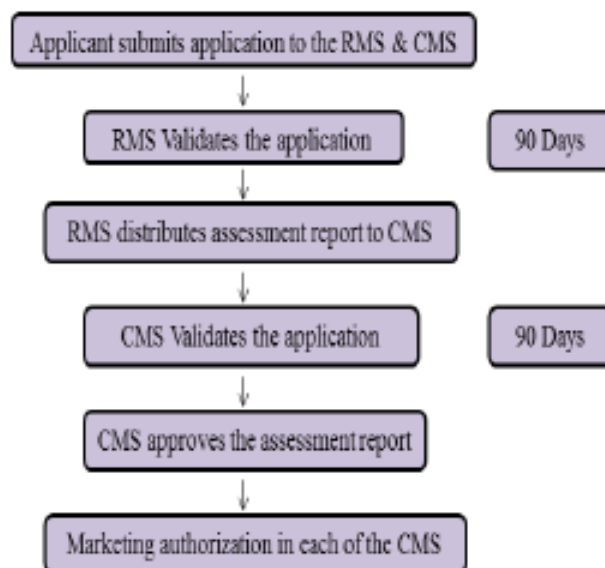 Applicant submits application to the RMS & CMS
RMS Validates the application
90 Days
RMS distributes assessment report to CMS
CMS Validates the application
90 Days
CMS approves the assessment report
Marketing authorization in each of the CMS